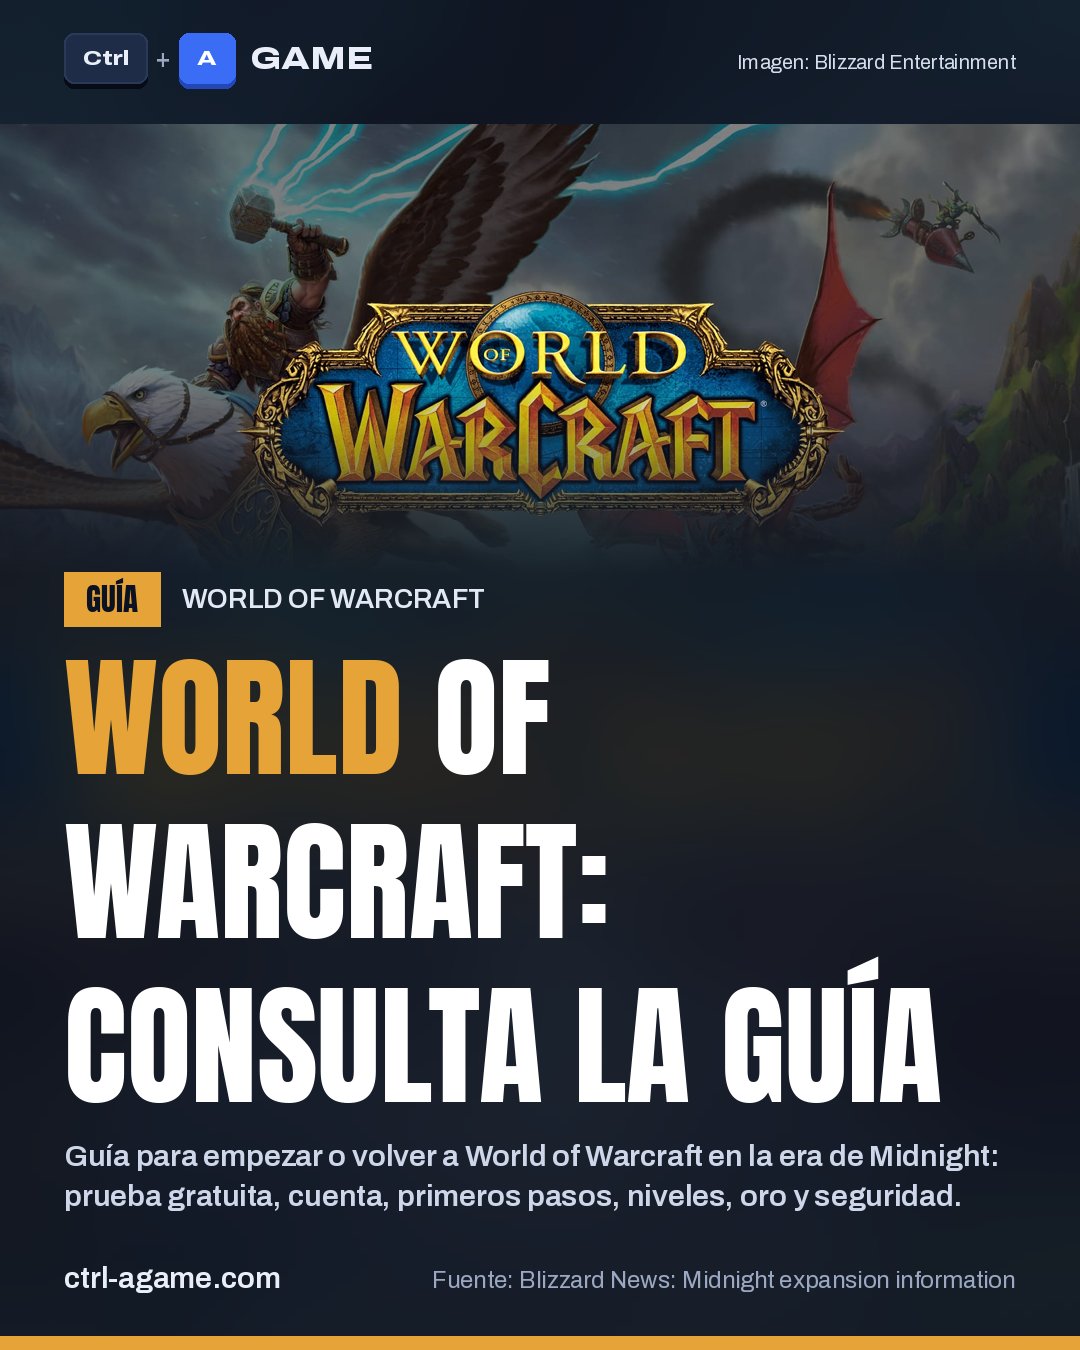 Ctrl + A GAME
Imagen: Blizzard Entertainment
WORLD OF
WARCRAFT®
GUÍA WORLD OF WARCRAFT
WORLD OF
WARCRAFT:
CONSULTA LA GUÍA
Guía para empezar o volver a World of Warcraft en la era de Midnight:
prueba gratuita, cuenta, primeros pasos, niveles, oro y seguridad.
ctrl-agame.com
Fuente: Blizzard News: Midnight expansion information